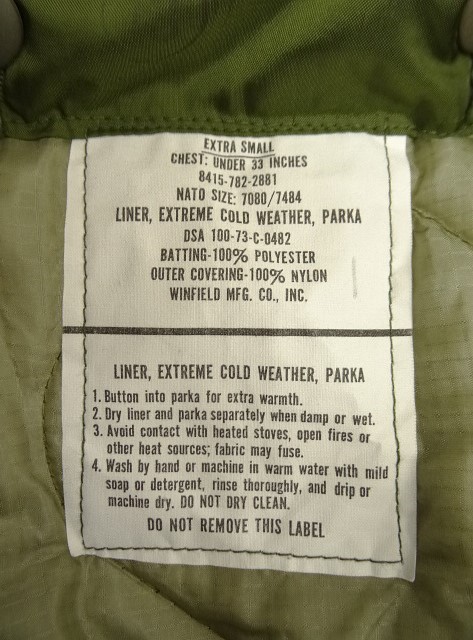 EXTRA SMALL
CHEST: UNDER 33 INCHES
8415-782-2881
NATO SIZE: 7080/7484
LINER, EXTREME COLD WEATHER, PARKA
DSA 100-73-C-0482
BATTING-100% POLYESTER
OUTER COVERING-100% NYLON
WINFIELD MFG. CO., INC.
LINER, EXTREME COLD WEATHER, PARKA
1. Button into parka for extra warmth.
2. Dry liner and parka separately when damp or wet.
3. Avoid contact with heated stoves, open fires or
other heat sources; fabric may fuse.
4. Wash by hand or machine in warm water with mild
soap or detergent, rinse thoroughly, and drip or
machine dry. DO NOT DRY CLEAN.
DO NOT REMOVE THIS LABEL